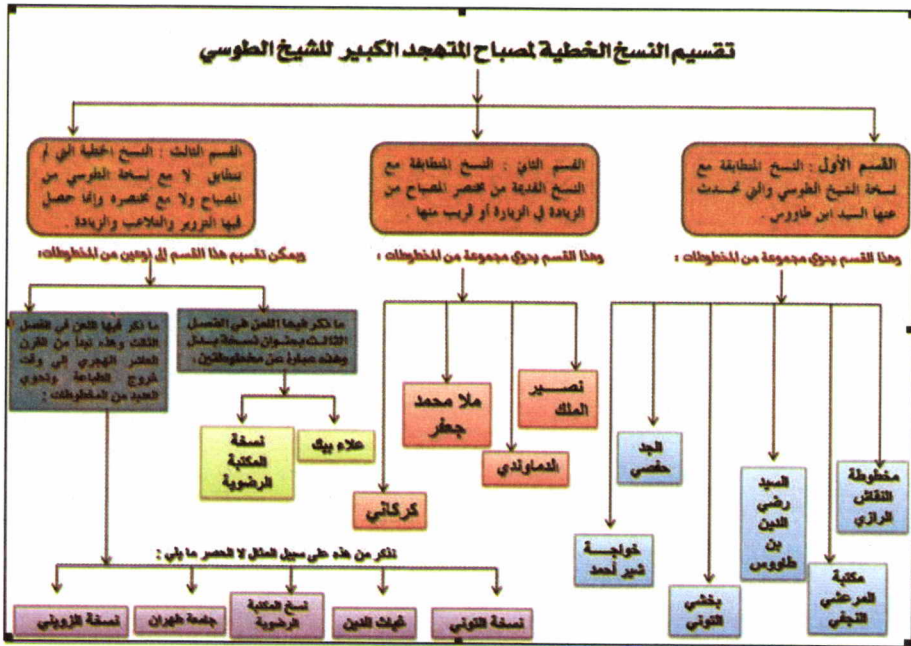 تقسيم النسخ الخطية لمصباح المتهجد الكبير للشيخ الطوسي
القسم الأول : النسخ المتطابقة مع
نسخة الشيخ الطوسي والتي تحدث
عنها السيد ابن طاووس .
وهذا القسم يحوي مجموعة من المخطوطات :
مخطوطة
النقاش
الرازي
مكتبة
المرعشي
النجفي
السيد
رضي
الدين
بن
طاووس
بخشي
التوني
الجد
حفصي
خواجة
شير أحمد
القسم الثاني : النسخ المتطابقة مع
النسخ القديمة من مختصر المصباح من
الزيادة في الزيارة أو قريب منها .
وهذا القسم يحوي مجموعة من المخطوطات :
نصير
الملك
الدماوندي
ملا محمد
جعفر
كركاني
القسم الثالث : النسخ الخطية التي لم
تتطابق لا مع نسخة الطوسي من
المصباح ولا مع مختصره وإنما حصل
فيها التزوير والتلاعب والزيادة .
ويمكن تقسيم هذا القسم إلى نوعين من المخطوطات:
ما ذكر فيها اللعن في الفصل
الثالث بعنوان نسخة بدل
وهذه عبارة عن مخطوطتين :
علاء بيك
نسخة
المكتبة
الرضوية
ما ذكر فيها اللعن في الفصل
الثالث وهذه تبدأ من القرن
العاشر الهجري إلى وقت
خروج الطباعة وتحوي
العديد من المخطوطات :
نذكر من هذه على سبيل المثال لا الحصر ما يلي :
نسخة التوني
غياث الدين
نسخ المكتبة
الرضوية
جامعة طهران
نسخة